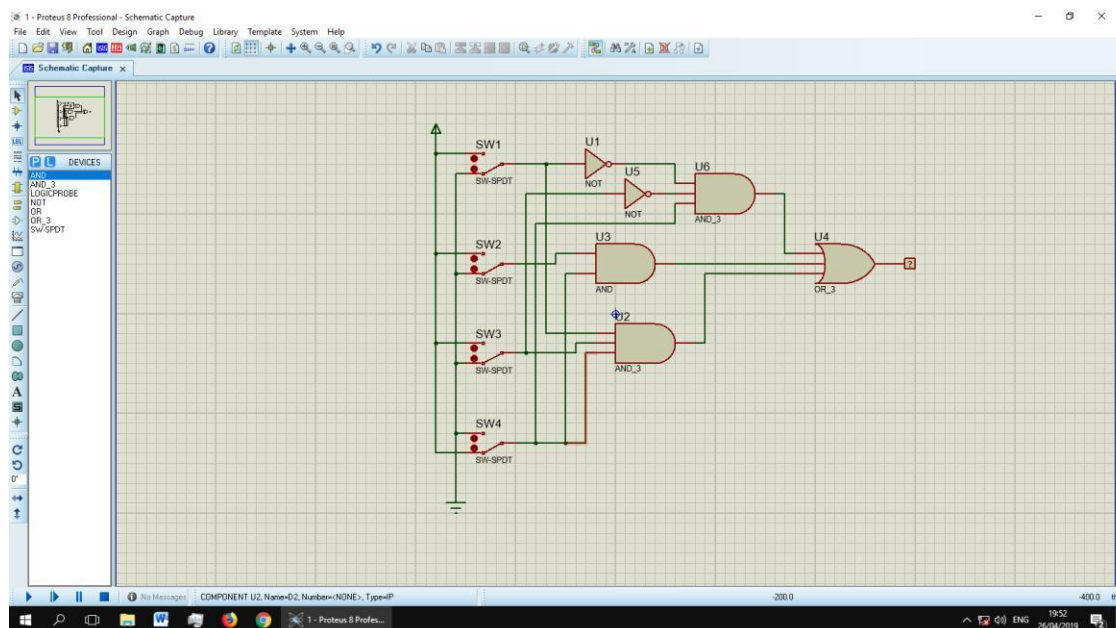 1 - Proteus 8 Professional - Schematic Capture
File Edit View Tool Design Graph Debug Library Template System Help
Schematic Capture
P L DEVICES
AND
AND_3
LOGICPROBE
NOT
OR
OR_3
SW-SPDT
SW1
SW-SPDT
U1
NOT
U5
NOT
U6
AND_3
SW2
SW-SPDT
U3
AND
U4
OR_3
?
U2
AND_3
SW3
SW-SPDT
SW4
SW-SPDT
No Messages
COMPONENT U2, Name=D2, Number=<NONE>, Type=IP
-200.0
-400.0
1 - Proteus 8 Profes...
ENG
19:52
26/04/2019